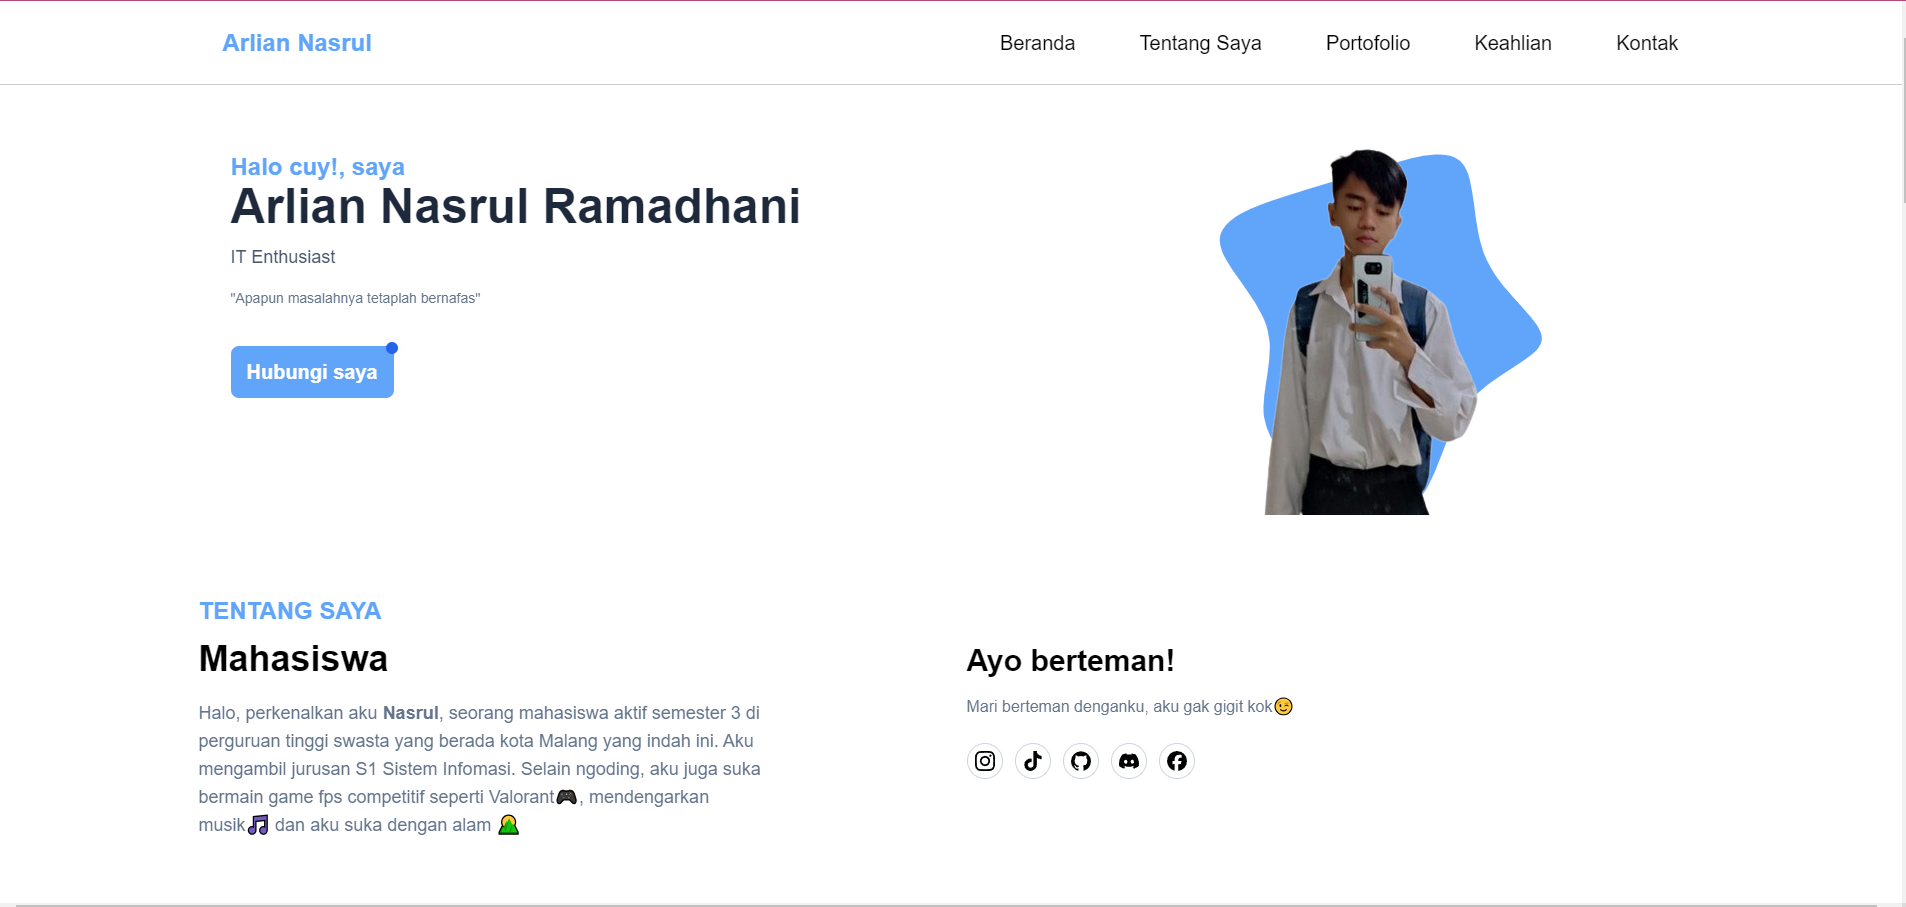 Arlian Nasrul
Beranda
Tentang Saya
Portofolio
Keahlian
Kontak
Halo cuy!, saya
Arlian Nasrul Ramadhani
IT Enthusiast
"Apapun masalahnya tetaplah bernafas"
Hubungi saya
TENTANG SAYA
Mahasiswa
Halo, perkenalkan aku Nasrul, seorang mahasiswa aktif semester 3 di
perguruan tinggi swasta yang berada kota Malang yang indah ini. Aku
mengambil jurusan S1 Sistem Infomasi. Selain ngoding, aku juga suka
bermain game fps competitif seperti Valorant🎮, mendengarkan
musik🎵 dan aku suka dengan alam
Ayo berteman!
Mari berteman denganku, aku gak gigit kok😉